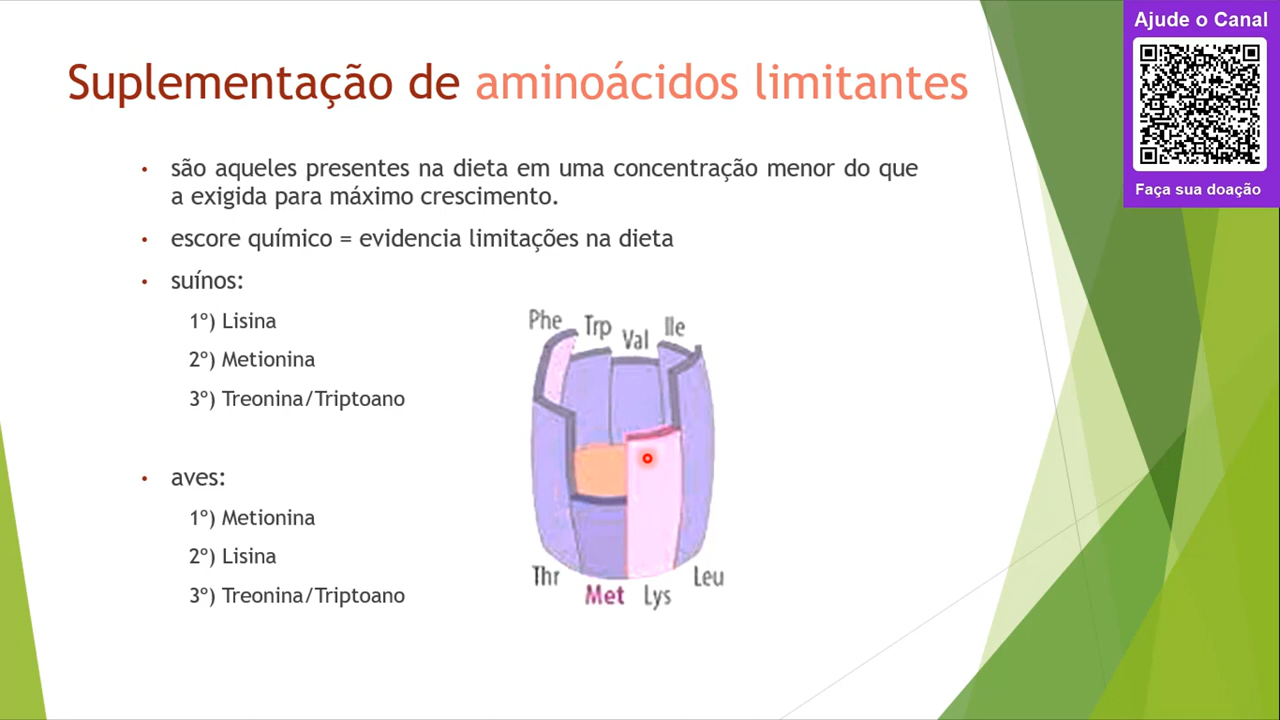 Ajude o Canal
Faça sua doação
Suplementação de aminoácidos limitantes
• são aqueles presentes na dieta em uma concentração menor do que
a exigida para máximo crescimento.
• escore químico = evidencia limitações na dieta
• suínos:
1º) Lisina
2º) Metionina
3º) Treonina/Triptoano
• aves:
1º) Metionina
2º) Lisina
3º) Treonina/Triptoano
Phe Trp Val Ile
Thr Met Lys Leu